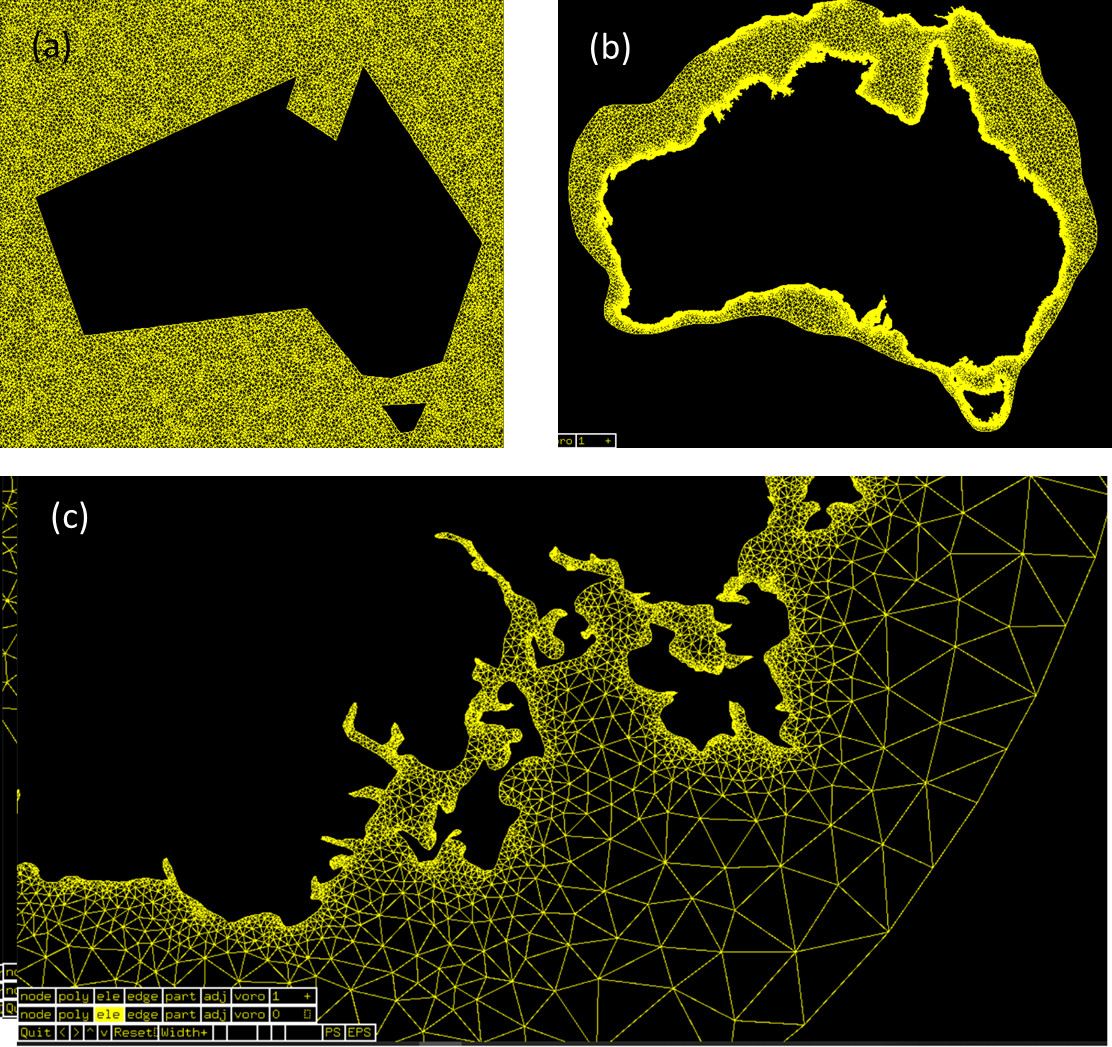 (a)
(b)
ro 1 +
(c)
node poly ele edge part adj voro 1 +
node poly ele edge part adj voro 0
Quit < > ^ v Reset Width+ PS EPS